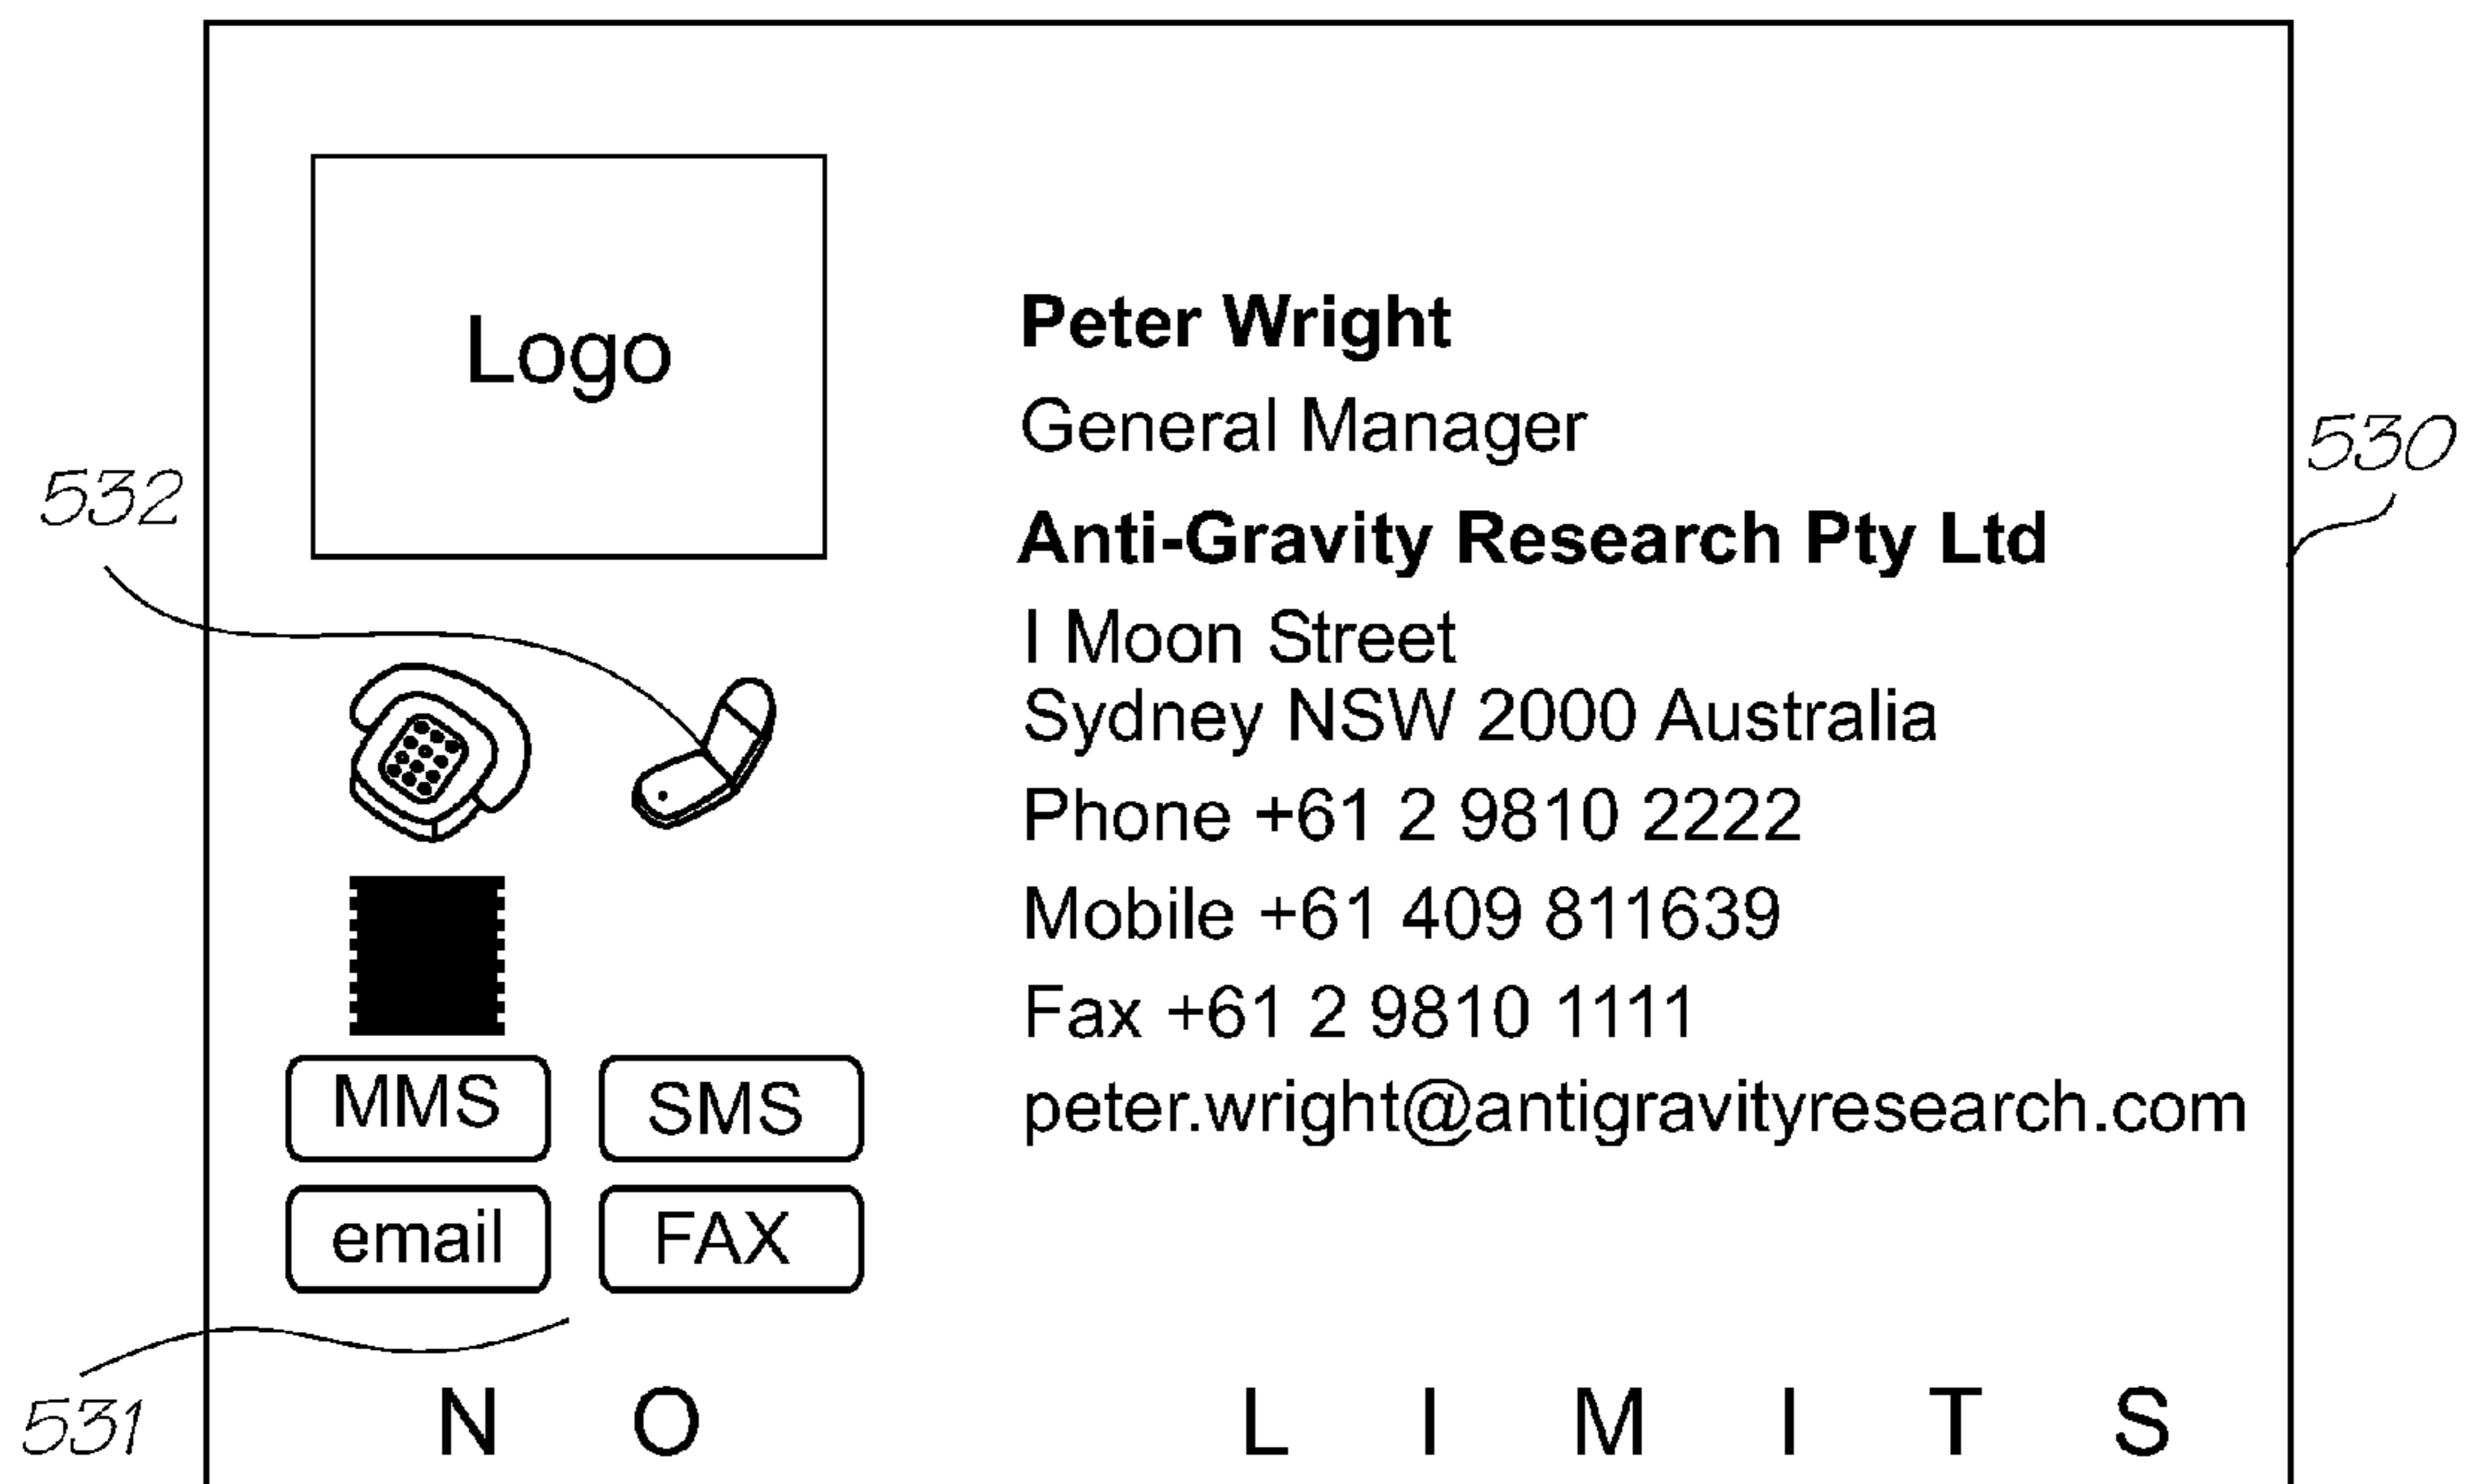 Logo
532
Peter Wright
General Manager
530
Anti-Gravity Research Pty Ltd
I Moon Street
Sydney NSW 2000 Australia
Phone +61 2 9810 2222
Mobile +61 409 811639
Fax +61 2 9810 1111
peter.wright@antigravityresearch.com
MMS SMS
email FAX
531
N O L I M I T S